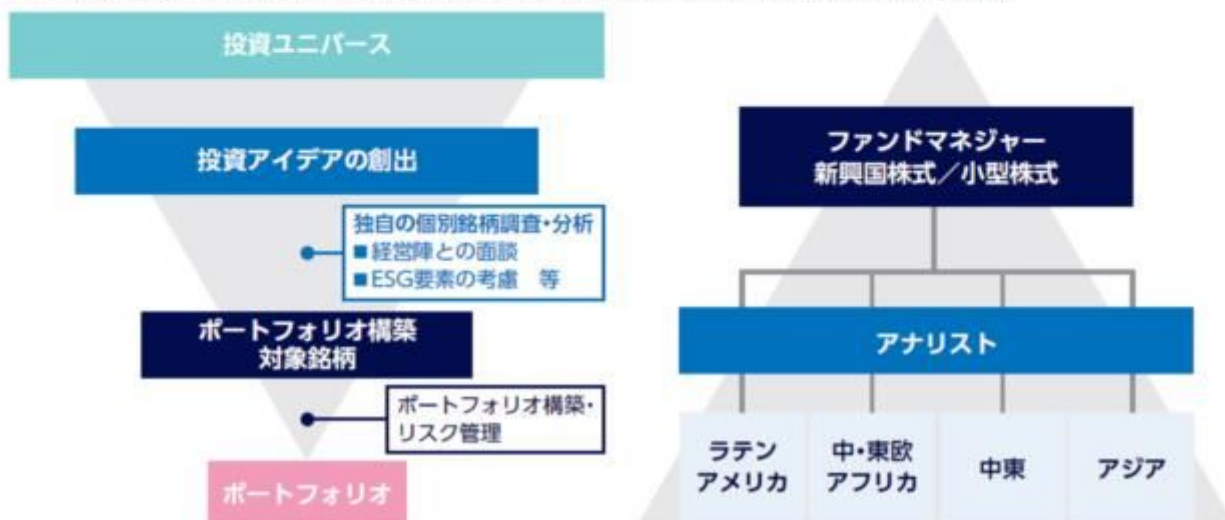 投資ユニバース
投資アイデアの創出
独自の個別銘柄調査・分析
■経営陣との面談
■ESG要素の考慮　等
ポートフォリオ構築
対象銘柄
ポートフォリオ構築・
リスク管理
ポートフォリオ
ファンドマネジャー
新興国株式／小型株式
アナリスト
ラテン
アメリカ
中・東欧
アフリカ
中東
アジア